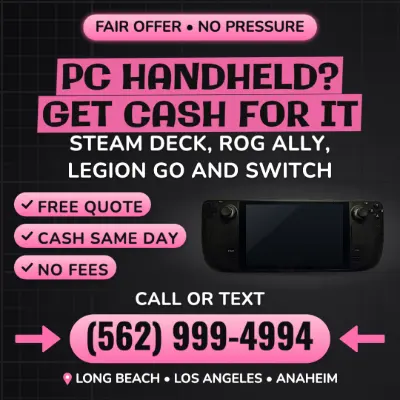 FAIR OFFER • NO PRESSURE
PC HANDHELD?
GET CASH FOR IT
STEAM DECK, ROG ALLY,
LEGION GO AND SWITCH
FREE QUOTE
CASH SAME DAY
NO FEES
CALL OR TEXT
(562) 999-4994
LONG BEACH • LOS ANGELES • ANAHEIM